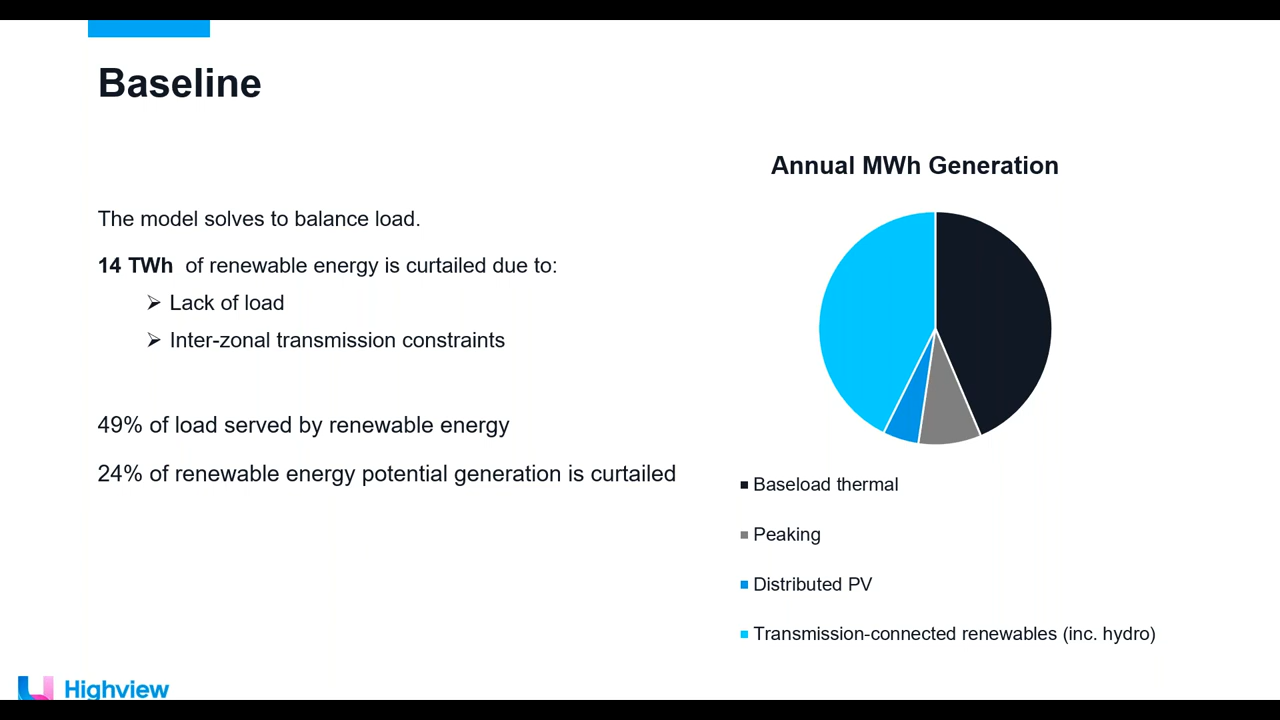 Baseline
The model solves to balance load.
14 TWh of renewable energy is curtailed due to:
Lack of load
Inter-zonal transmission constraints
49% of load served by renewable energy
24% of renewable energy potential generation is curtailed
Annual MWh Generation
Baseload thermal
Peaking
Distributed PV
Transmission-connected renewables (inc. hydro)
Highview